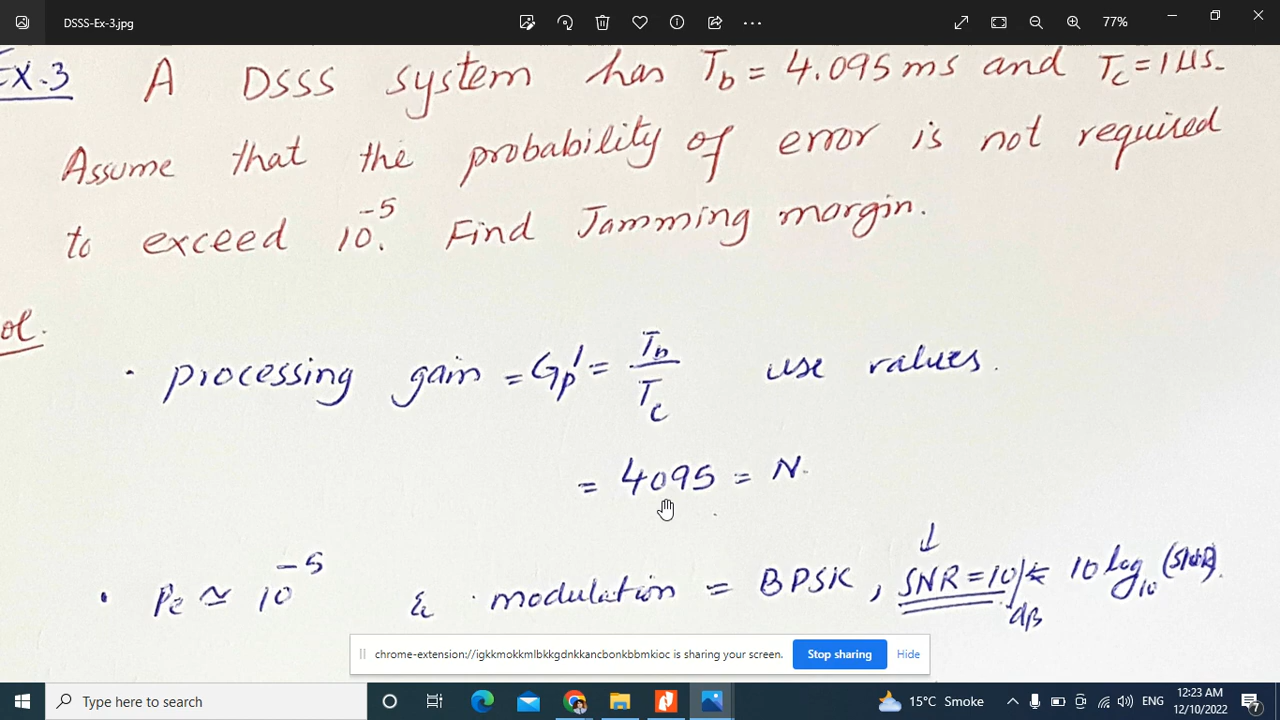 DSSS-Ex-3.jpg
77%
Ex-3 A DSSS system has Tb = 4.095 ms and Tc = 1 μs.
Assume that the probability of error is not required
to exceed 10^-5. Find Jamming margin.
ol.
• processing gain = Gp' = Tb/Tc use values.
= 4095 = N.
• Pe ≃ 10^-5 & modulation = BPSK, SNR = 10 dB ← 10 log10 (SNR).
chrome-extension://igkkmokkmlbkkgdnkkancbonkbbmkioc is sharing your screen.
Stop sharing
Hide
Type here to search
15°C Smoke
ENG
12:23 AM
12/10/2022
7